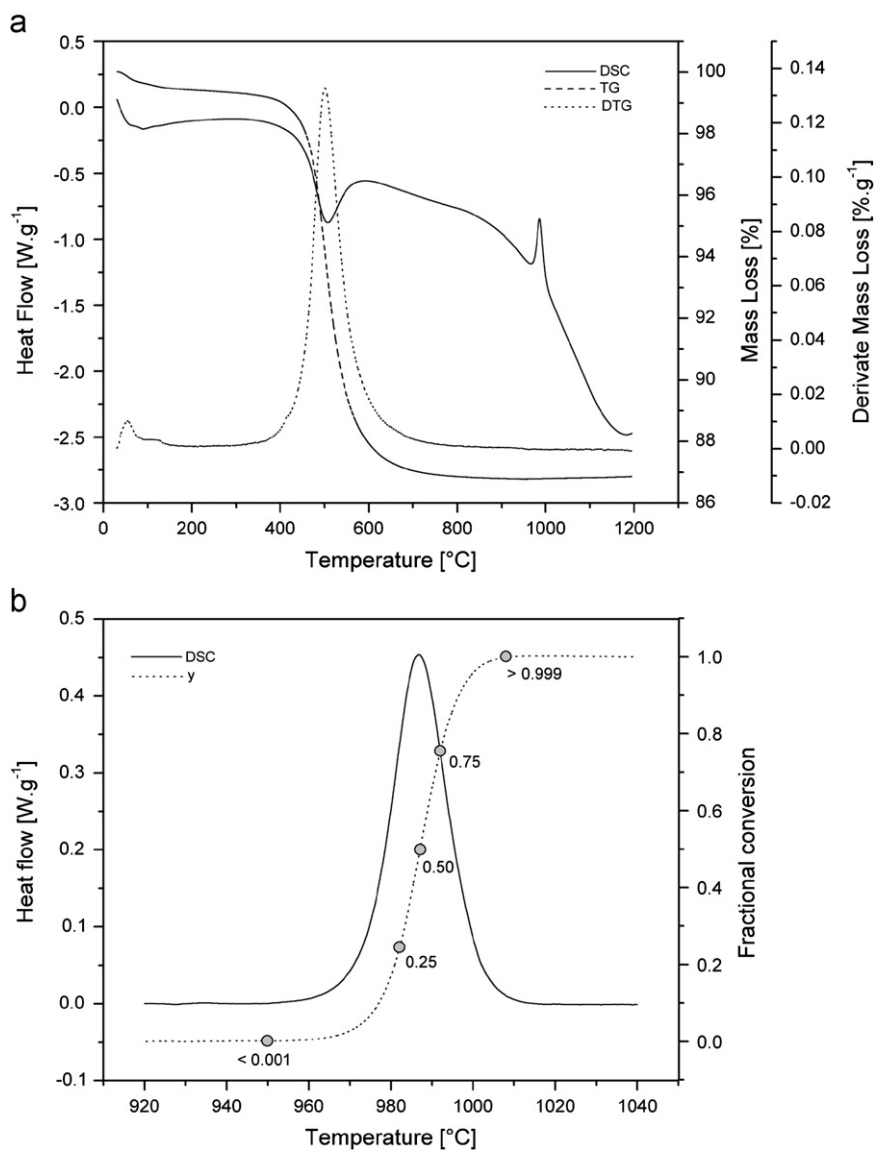 a
Heat Flow [W.g-1]
0.5
0.0
-0.5
-1.0
-1.5
-2.0
-2.5
-3.0
DSC
TG
DTG
100
98
96
94
92
90
88
86
Mass Loss [%]
0.14
0.12
0.10
0.08
0.06
0.04
0.02
0.00
-0.02
Derivate Mass Loss [%.g-1]
0 200 400 600 800 1000 1200
Temperature [°C]
b
Heat flow [W.g-1]
0.5
0.4
0.3
0.2
0.1
0.0
-0.1
DSC
y
> 0.999
0.75
0.50
0.25
< 0.001
1.0
0.8
0.6
0.4
0.2
0.0
Fractional conversion
920 940 960 980 1000 1020 1040
Temperature [°C]